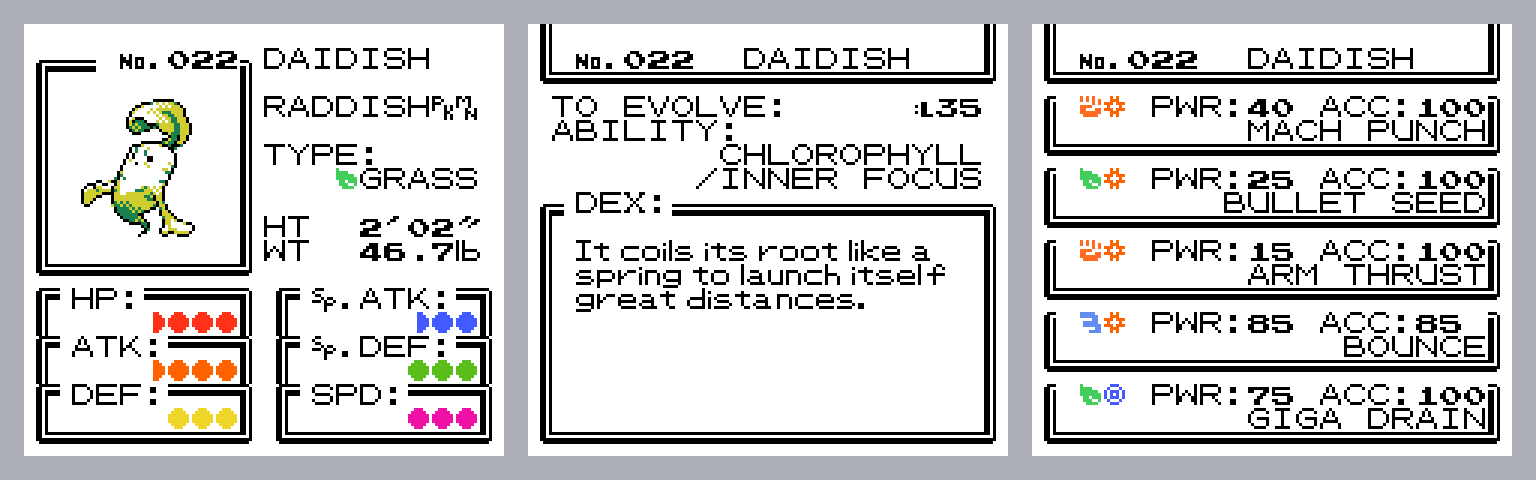 No.022 DAIDISH
RADDISHPKMN
TYPE:
GRASS
HT 2'02"
WT 46.7lb
HP:
ATK:
DEF:
Sp.ATK:
Sp.DEF:
SPD:
No.022 DAIDISH
TO EVOLVE: :L35
ABILITY:
CHLOROPHYLL
/INNER FOCUS
DEX:
It coils its root like a
spring to launch itself
great distances.
No.022 DAIDISH
PWR:40 ACC:100
MACH PUNCH
PWR:25 ACC:100
BULLET SEED
PWR:15 ACC:100
ARM THRUST
PWR:85 ACC:85
BOUNCE
PWR:75 ACC:100
GIGA DRAIN